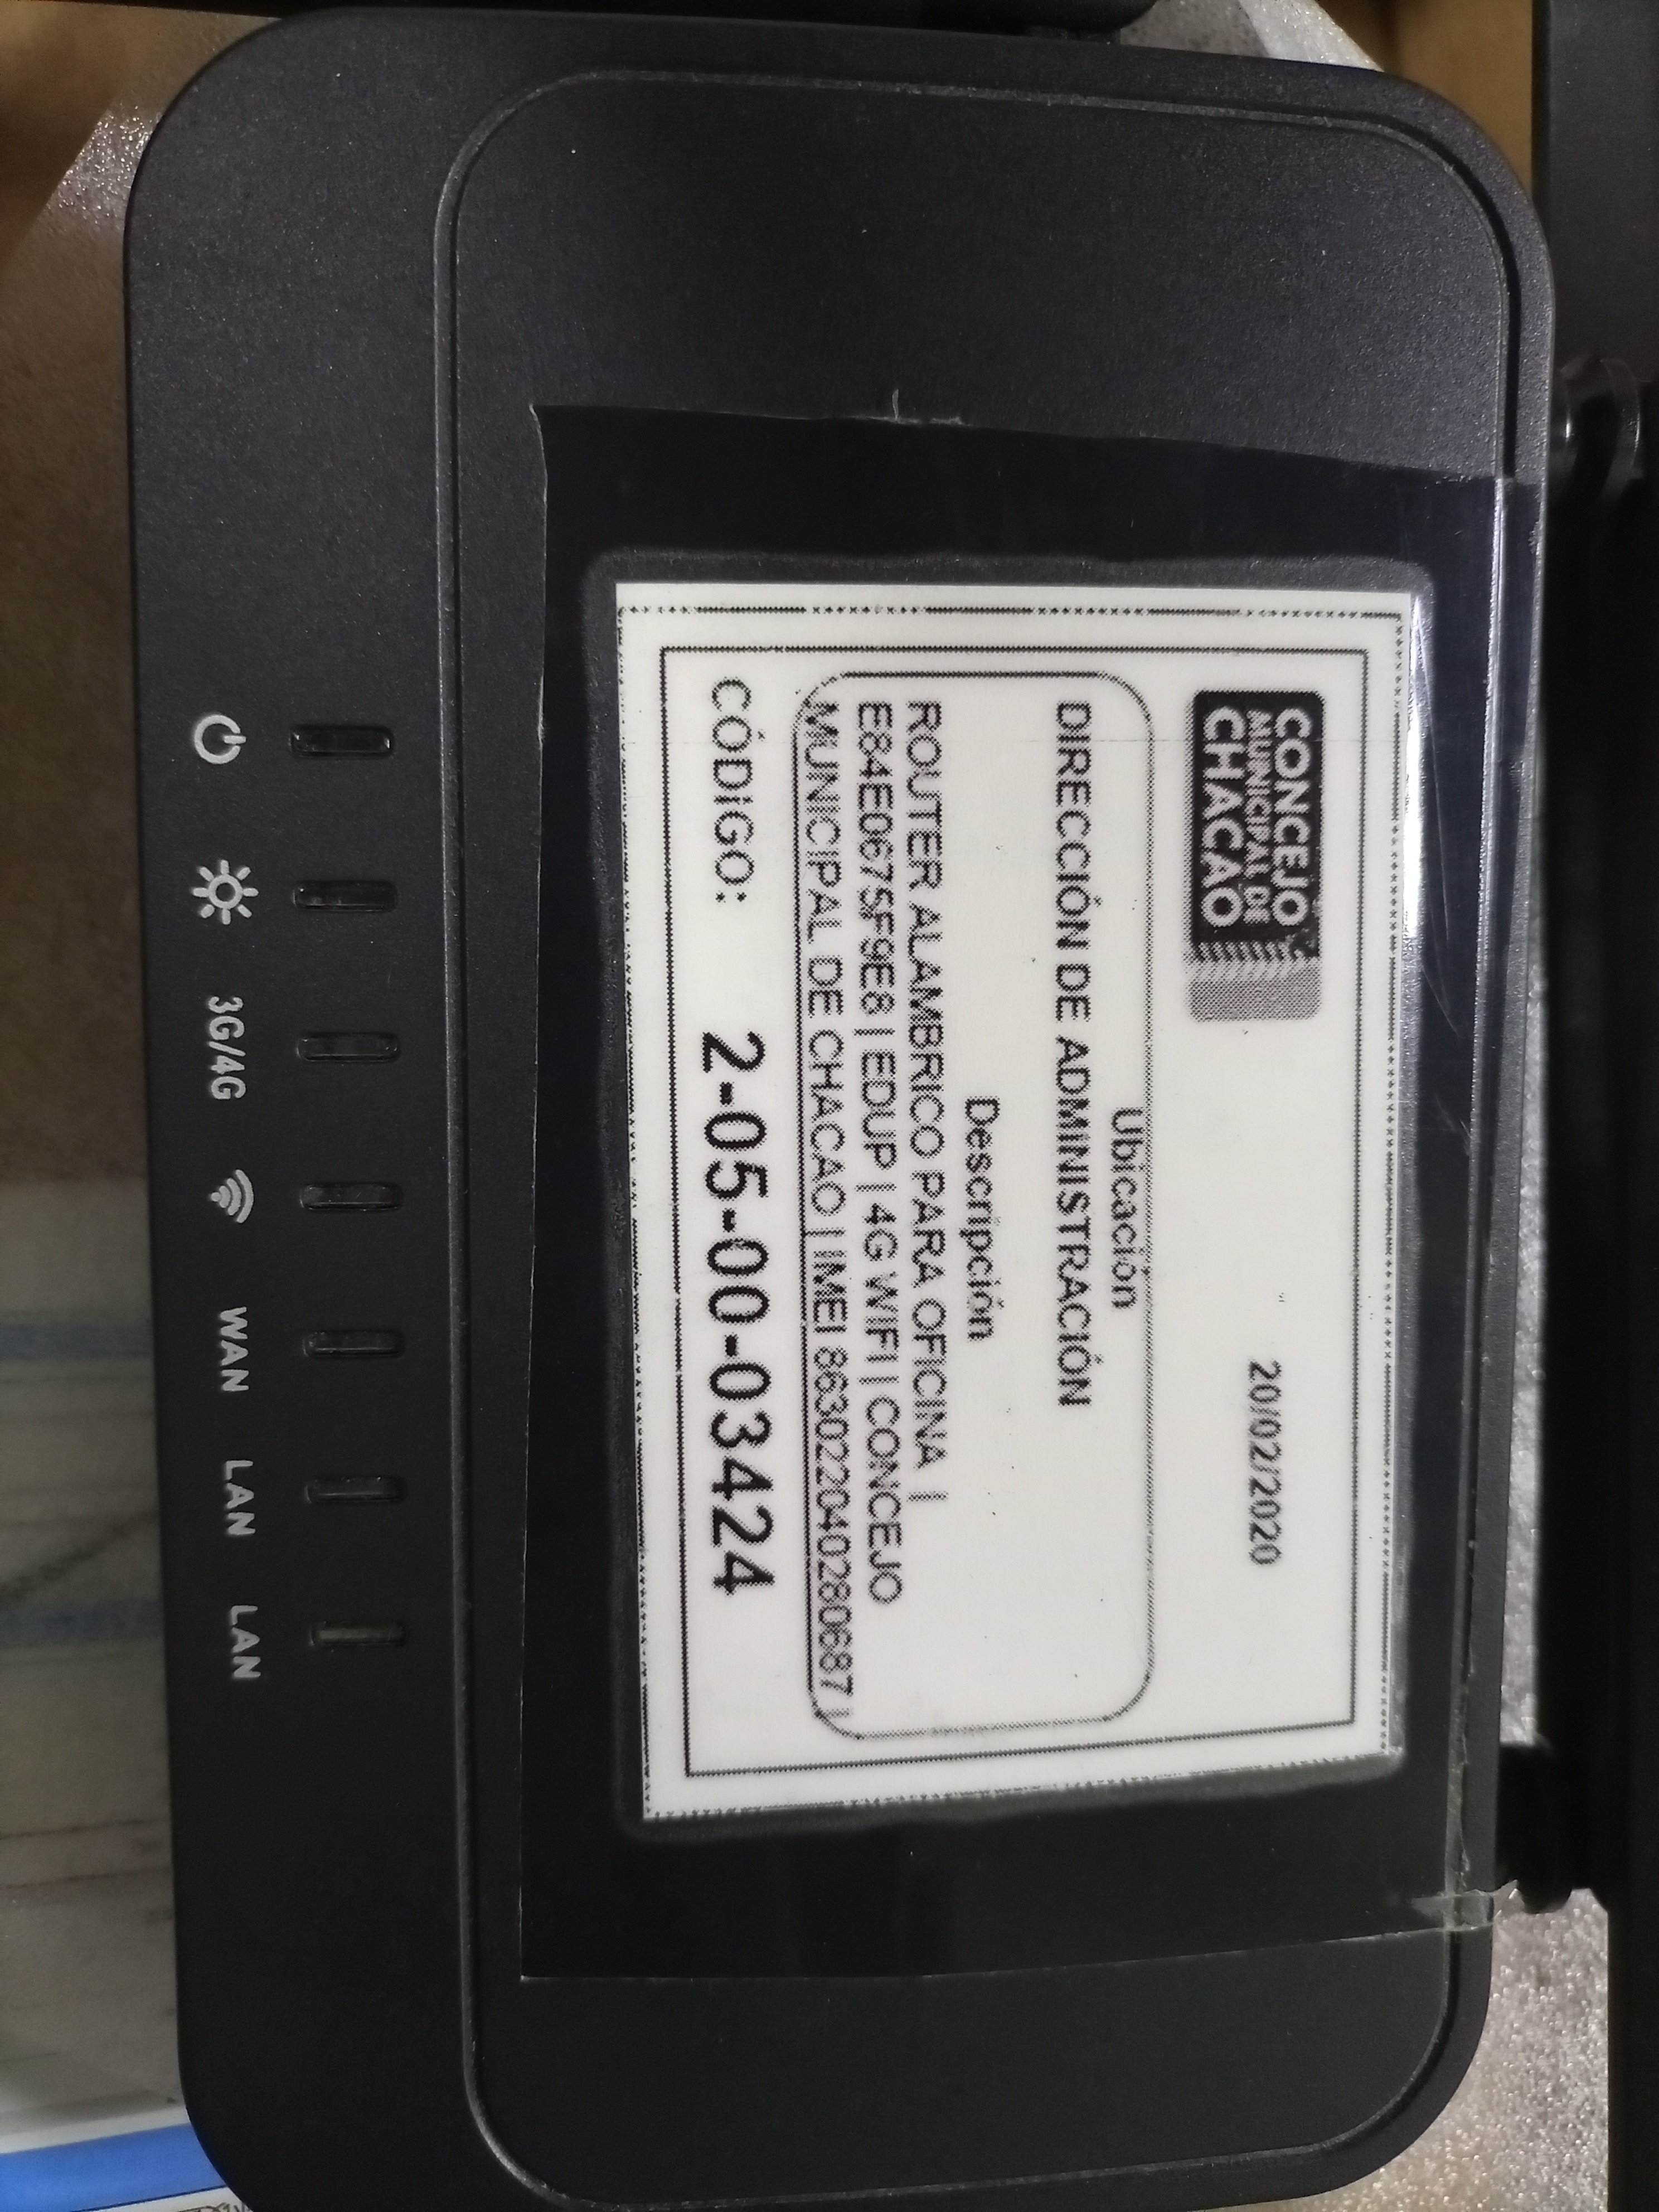 CONCEJO
MUNICIPAL DE
CHACAO
20/02/2020
Ubicación
DIRECCIÓN DE ADMINISTRACIÓN
Descripción
ROUTER ALAMBRICO PARA OFICINA |
E84E0675F9E8 | EDUP | 4G WIFI | CONCEJO
MUNICIPAL DE CHACAO | IMEI 863022040280687 |
CÓDIGO: 2-05-00-03424
3G/4G WAN LAN LAN